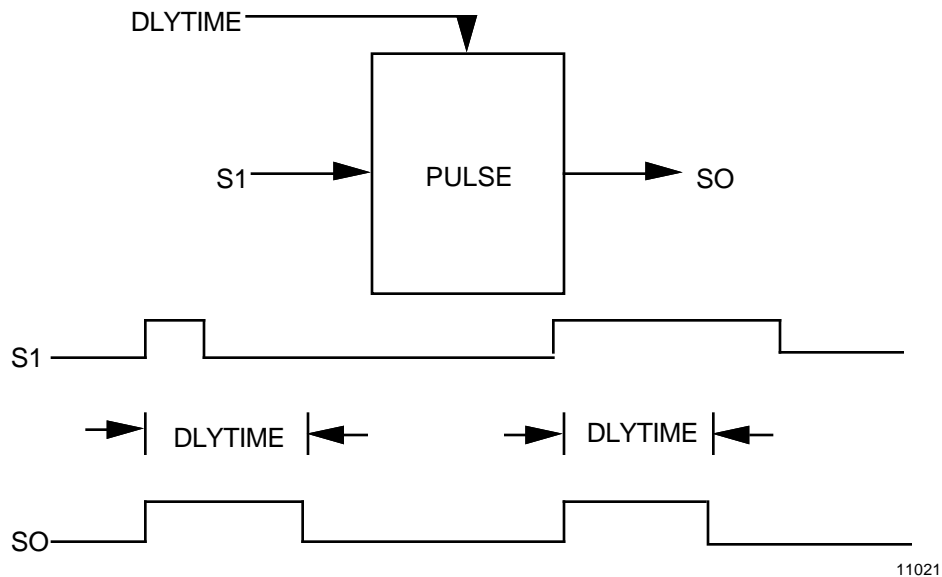 DLYTIME
S1
PULSE
SO
S1
DLYTIME
DLYTIME
SO
11021